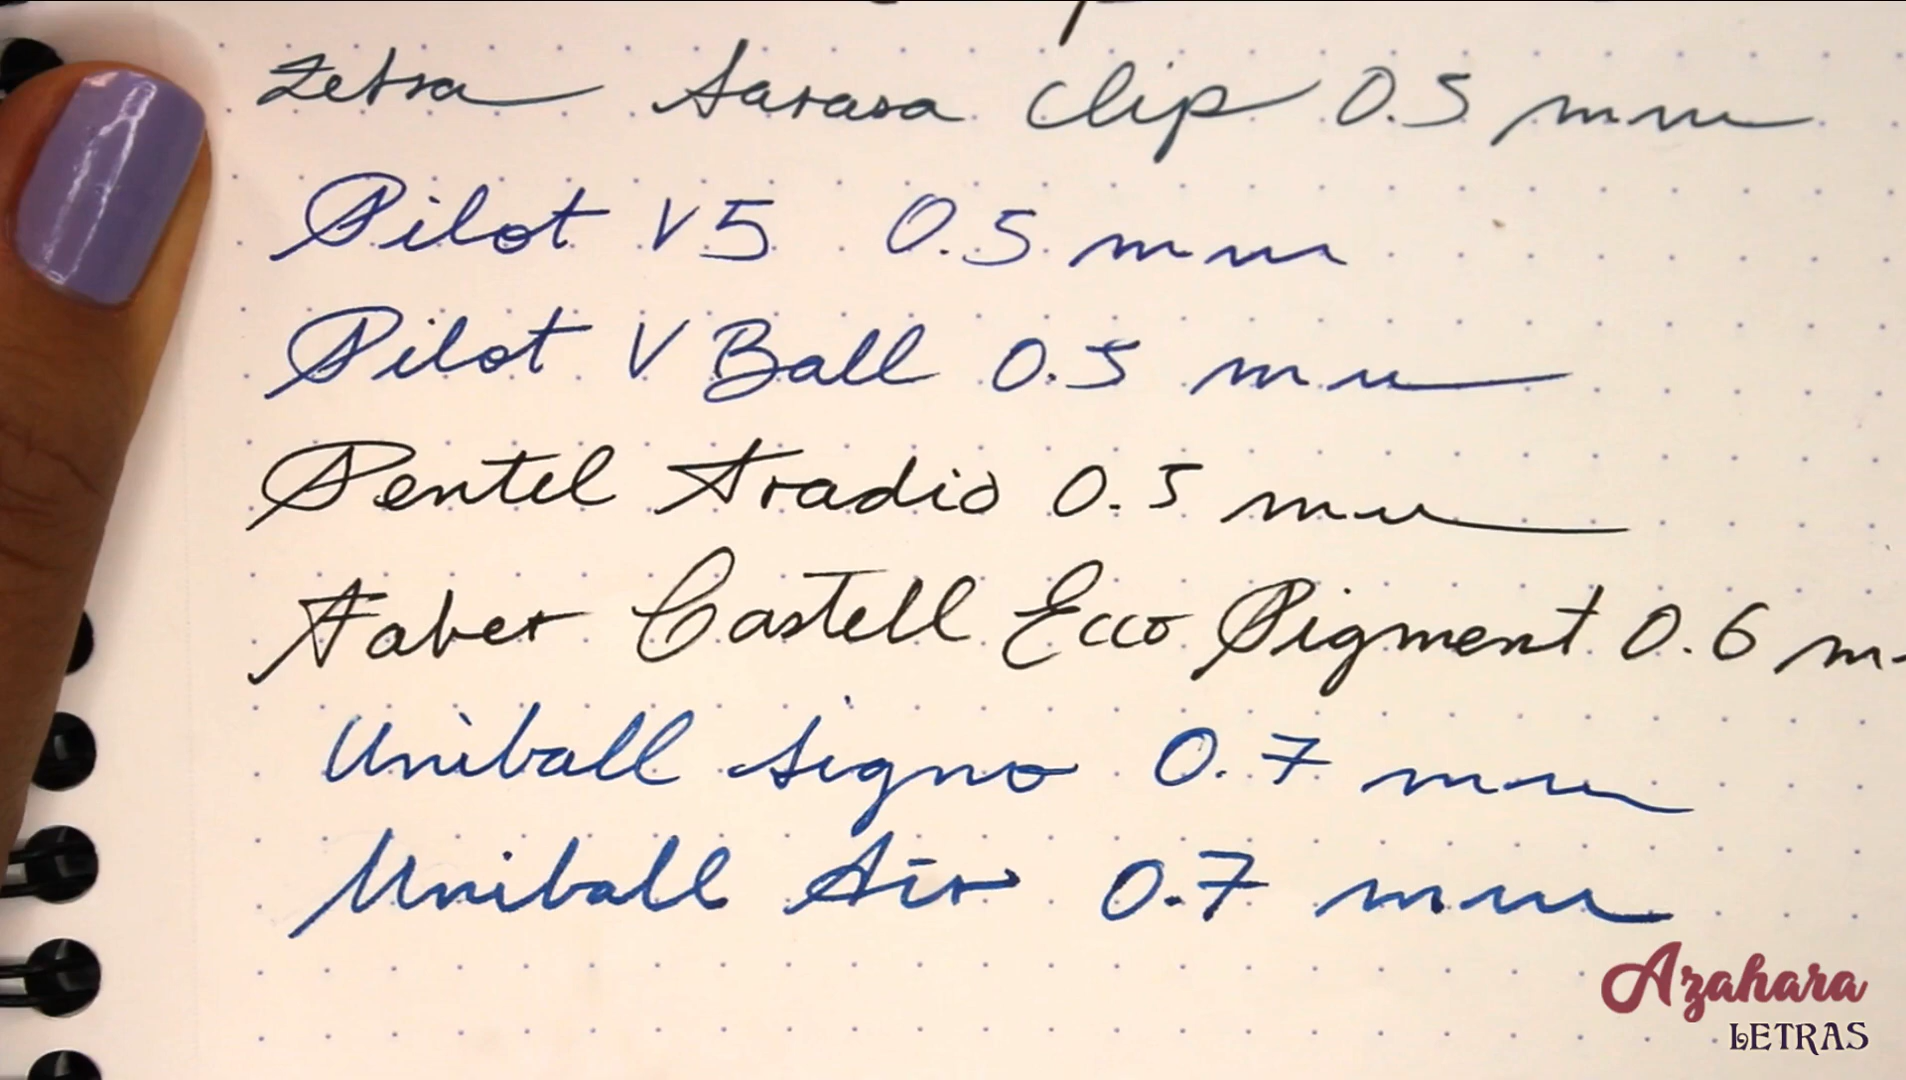 Zebra Sarasa Clip 0.5 mm
Pilot V5 0.5 mm
Pilot V Ball 0.5 mm
Pentel Tradio 0.5 mm
Faber Castell Ecco Pigment 0.6 m
Uniball Signo 0.7 mm
Uniball Air 0.7 mm
Azahara
LETRAS